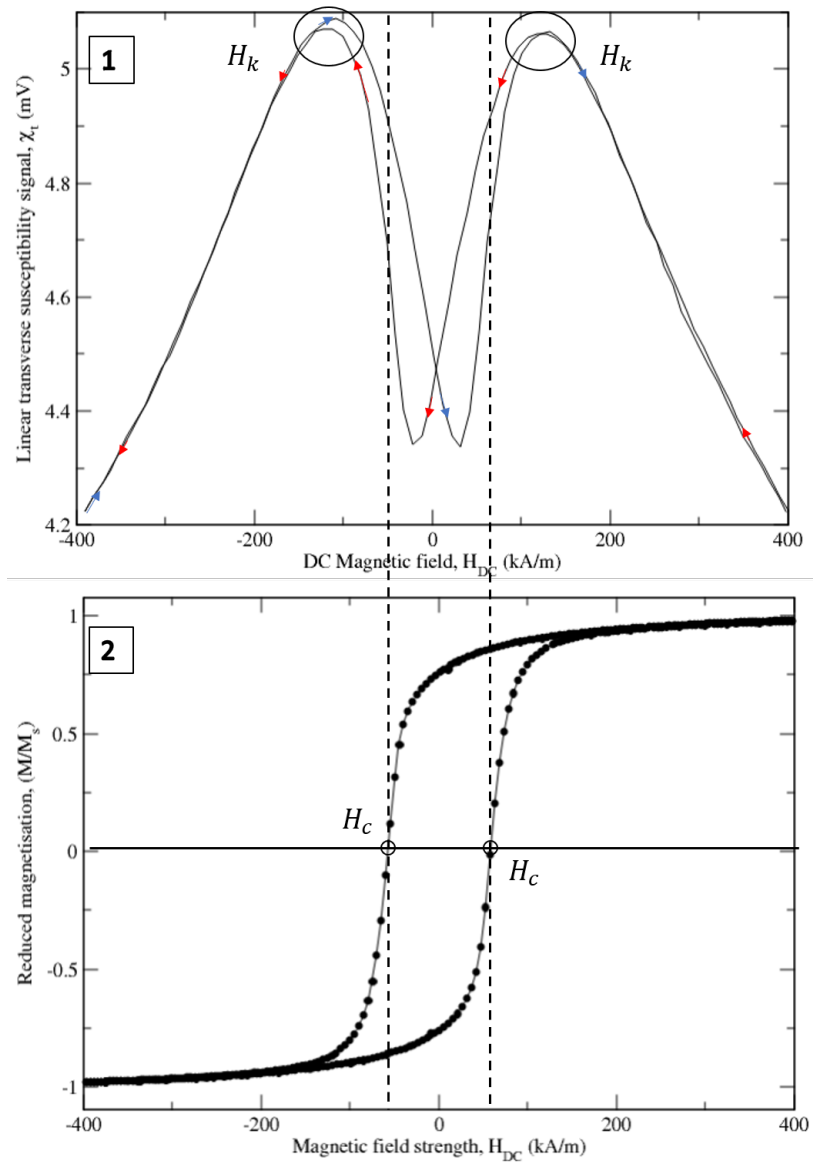 1
H_k
H_k
Linear transverse susceptibility signal, χ_t (mV)
5
4.8
4.6
4.4
4.2
-400
-200
0
200
400
DC Magnetic field, H_DC (kA/m)
2
H_c
H_c
Reduced magnetisation, (M/M_s)
1
0.5
0
-0.5
-1
-400
-200
0
200
400
Magnetic field strength, H_DC (kA/m)